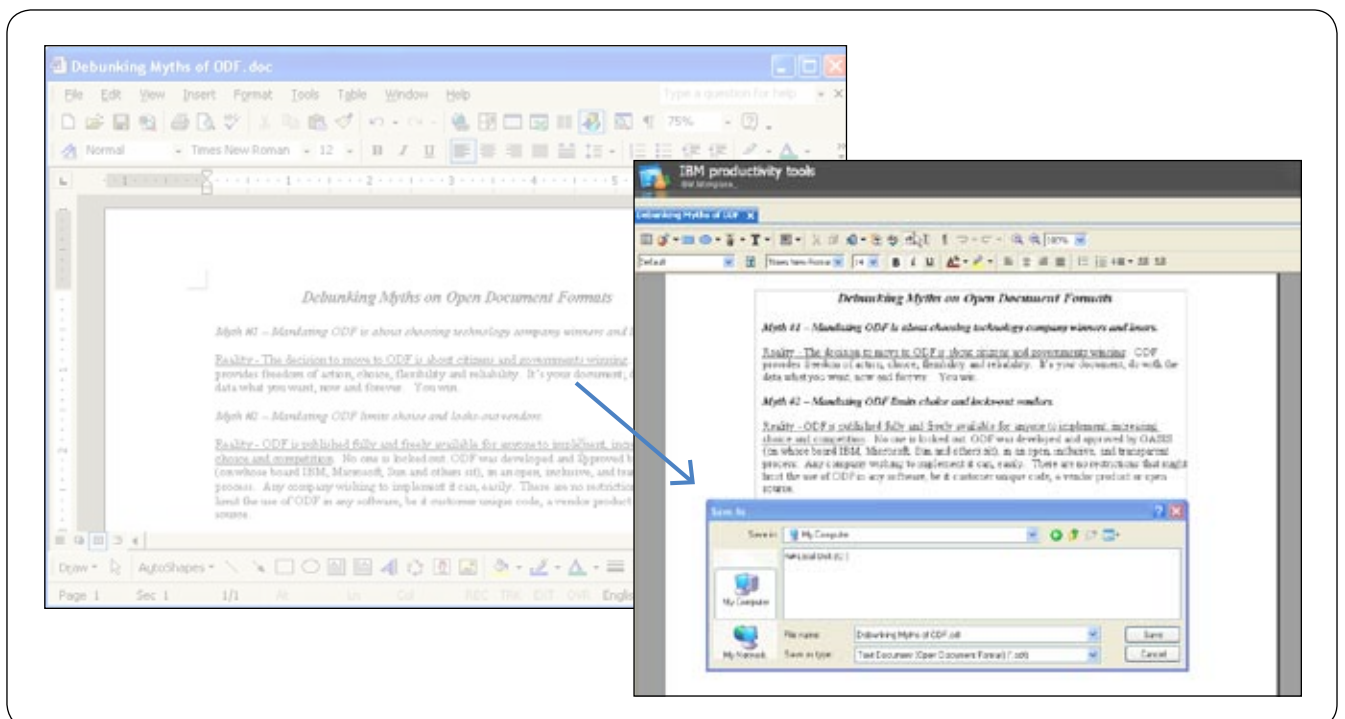 Debunking Myths of ODF.doc
File Edit View Insert Format Tools Table Window Help
Type a question for help
75%
Normal Times New Roman 12 B I U
1 1 2 3 4 5
Debunking Myths on Open Document Formats
Myth #1 – Mandating ODF is about choosing technology company winners and
Reality - The decision to move to ODF is about citizens and governments winning.
provides freedom of action, choice, flexibility and reliability. It's your document,
data what you want, now and forever. You win.
Myth #2 – Mandating ODF limits choice and locks-out vendors.
Reality - ODF is published fully and freely available for anyone to implement,
choice and competition. No one is locked out. ODF was developed and approved
(on whose board IBM, Microsoft, Sun and others sit), in an open, inclusive, and
process. Any company wishing to implement it can, easily. There are no
limit the use of ODF in any software, be it customer unique code, a vendor product
source.
Draw AutoShapes
Page 1 Sec 1 1/1 At Ln Col REC TRK EXT OVR
IBM productivity tools
Debunking Myths of ODF X
100%
Default Times New Roman 14 B I U
Debunking Myths on Open Document Formats
Myth #1 – Mandating ODF is about choosing technology company winners and losers.
Reality - The decision to move to ODF is about citizens and governments winning. ODF
provides freedom of action, choice, flexibility and reliability. It's your document, do with the
data what you want, now and forever. You win.
Myth #2 – Mandating ODF limits choice and locks-out vendors.
Reality - ODF is published fully and freely available for anyone to implement, increasing
choice and competition. No one is locked out. ODF was developed and approved by OASIS
(on whose board IBM, Microsoft, Sun and others sit), in an open, inclusive, and transparent
process. Any company wishing to implement it can, easily. There are no restrictions that might
limit the use of ODF in any software, be it customer unique code, a vendor product or open
source.
Save As
Save in: My Computer
My Computer
My Network
File name: Debunking Myths of ODF.odt Save
Save as type: Text Document (Open Document Format) (*.odt) Cancel